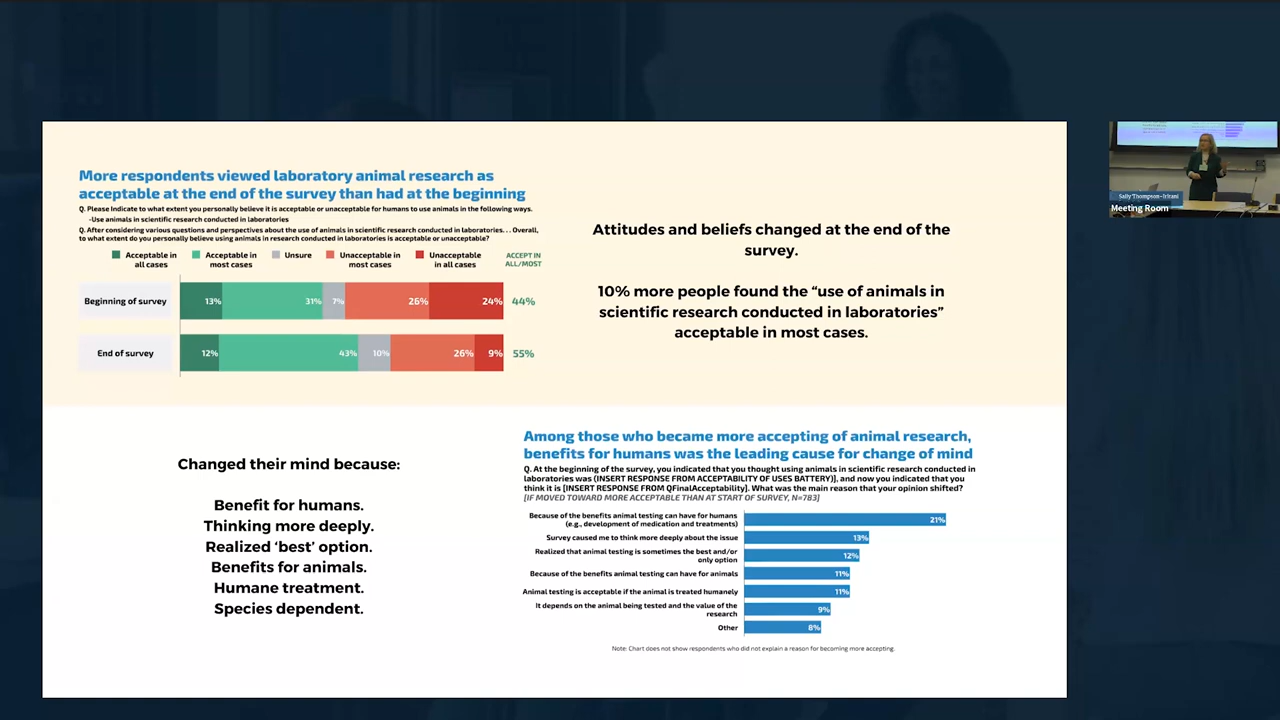 More respondents viewed laboratory animal research as
acceptable at the end of the survey than had at the beginning
Q. Please Indicate to what extent you personally believe it is acceptable or unacceptable for humans to use animals in the following ways.
-Use animals in scientific research conducted in laboratories
Q. After considering various questions and perspectives about the use of animals in scientific research conducted in laboratories. . . Overall,
to what extent do you personally believe using animals in research conducted in laboratories is acceptable or unacceptable?
Acceptable in all cases
Acceptable in most cases
Unsure
Unacceptable in most cases
Unacceptable in all cases
ACCEPT IN ALL/MOST
Beginning of survey 13% 31% 7% 26% 24% 44%
End of survey 12% 43% 10% 26% 9% 55%
Attitudes and beliefs changed at the end of the
survey.
10% more people found the “use of animals in
scientific research conducted in laboratories”
acceptable in most cases.
Sally Thompson-Iritani
Meeting Room
Changed their mind because:
Benefit for humans.
Thinking more deeply.
Realized ‘best’ option.
Benefits for animals.
Humane treatment.
Species dependent.
Among those who became more accepting of animal research,
benefits for humans was the leading cause for change of mind
Q. At the beginning of the survey, you indicated that you thought using animals in scientific research conducted in
laboratories was (INSERT RESPONSE FROM ACCEPTABILITY OF USES BATTERY)], and now you indicated that you
think it is [INSERT RESPONSE FROM QFinalAcceptability]. What was the main reason that your opinion shifted?
[IF MOVED TOWARD MORE ACCEPTABLE THAN AT START OF SURVEY, N=783]
Because of the benefits animal testing can have for humans
(e.g., development of medication and treatments) 21%
Survey caused me to think more deeply about the issue 13%
Realized that animal testing is sometimes the best and/or
only option 12%
Because of the benefits animal testing can have for animals 11%
Animal testing is acceptable if the animal is treated humanely 11%
It depends on the animal being tested and the value of the
research 9%
Other 8%
Note: Chart does not show respondents who did not explain a reason for becoming more accepting.